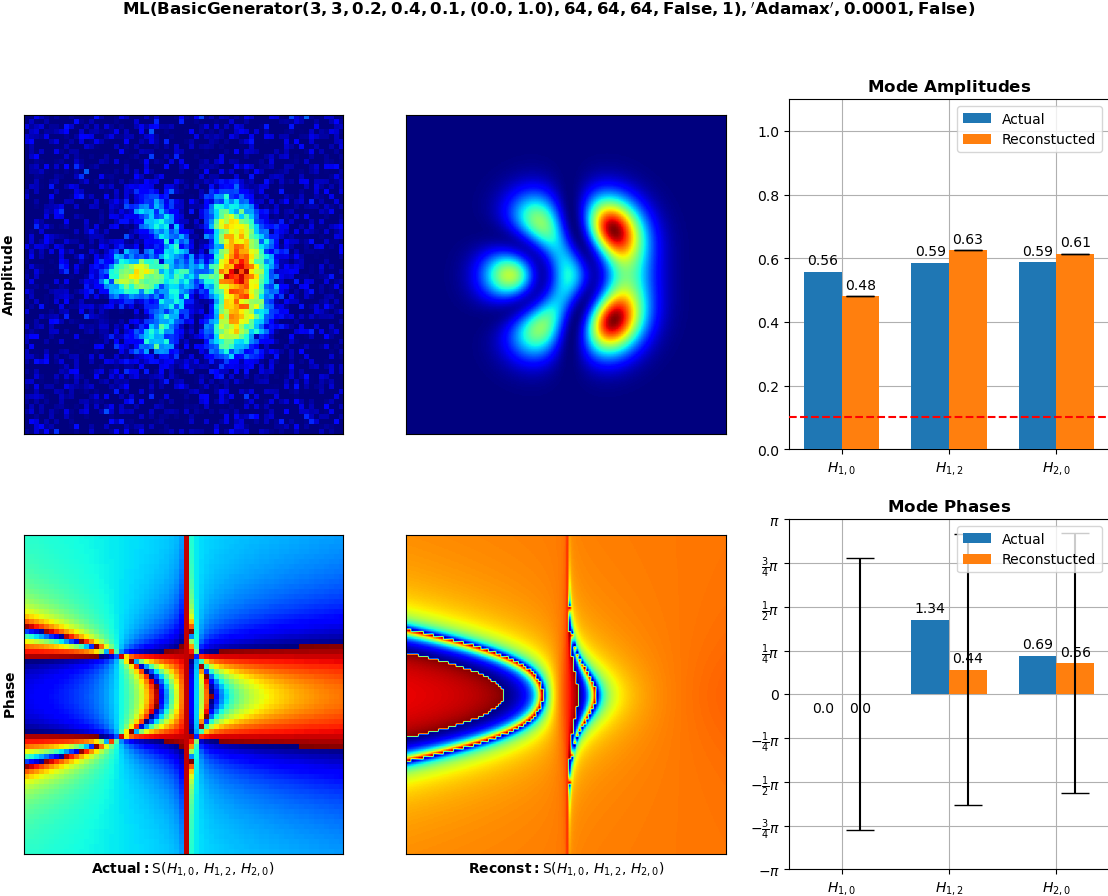 ML(BasicGenerator(3, 3, 0.2, 0.4, 0.1, (0.0, 1.0), 64, 64, 64, False, 1), ′Adamax′, 0.0001, False)
Mode Amplitudes
Actual
Reconstucted
1.0
0.8
0.6
0.4
0.2
0.0
0.56
0.48
0.59
0.63
0.59
0.61
H1,0
H1,2
H2,0
Amplitude
Mode Phases
Actual
Reconstucted
π
3/4π
1/2π
1/4π
0
−1/4π
−1/2π
−3/4π
−π
0.0
0.0
1.34
0.44
0.69
0.56
H1,0
H1,2
H2,0
Phase
Actual: S(H1,0, H1,2, H2,0)
Reconst: S(H1,0, H1,2, H2,0)